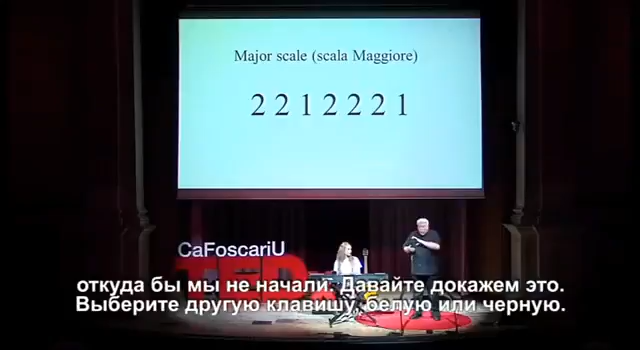 Major scale (scala Maggiore)
2 2 1 2 2 2 1
CaFoscariU
TEDx
откуда бы мы не начали. Давайте докажем это.
Выберите другую клавишу, белую или черную.